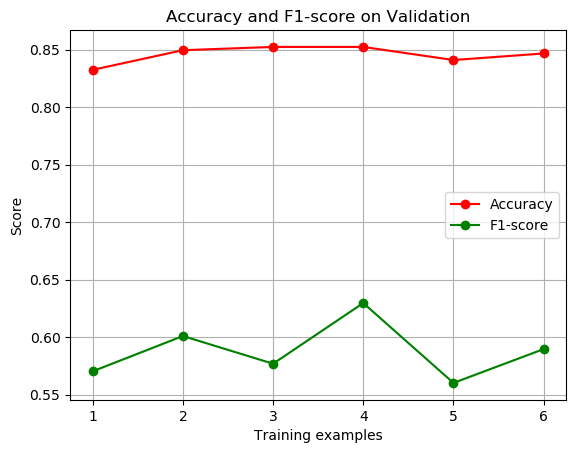 Accuracy and F1-score on Validation
0.85
0.80
0.75
0.70
0.65
0.60
0.55
Score
Accuracy
F1-score
1 2 3 4 5 6
Training examples